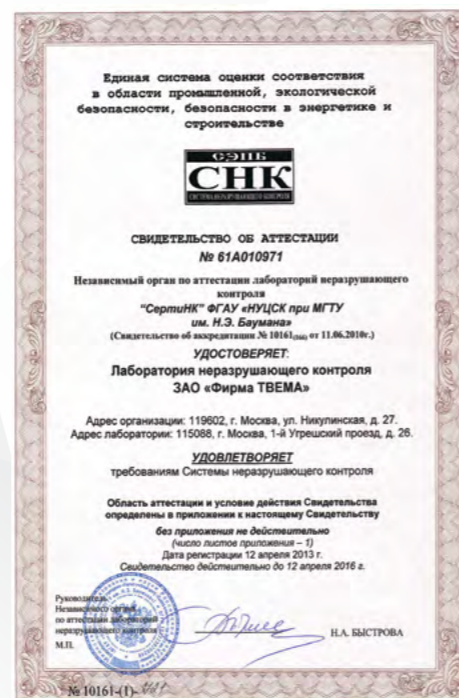 Единая система оценки соответствия
в области промышленной, экологической
безопасности, безопасности в энергетике и
строительстве
СЭПБ
СНК
СИСТЕМА НЕРАЗРУШАЮЩЕГО КОНТРОЛЯ
СВИДЕТЕЛЬСТВО ОБ АТТЕСТАЦИИ
№ 61А010971
Независимый орган по аттестации лабораторий неразрушающего
контроля
"СертиНК" ФГАУ «НУЦСК при МГТУ
им. Н.Э. Баумана»
(Свидетельство об аккредитации № 10161 от 11.06.2010г.)
УДОСТОВЕРЯЕТ:
Лаборатория неразрушающего контроля
ЗАО «Фирма ТВЕМА»
Адрес организации: 119602, г. Москва, ул. Никулинская, д. 27.
Адрес лаборатории: 115088, г. Москва, 1-й Угрешский проезд, д. 26.
УДОВЛЕТВОРЯЕТ
требованиям Системы неразрушающего контроля
Область аттестации и условие действия Свидетельства
определены в приложении к настоящему Свидетельству
без приложения не действительно
(число листов приложения – 1)
Дата регистрации 12 апреля 2013 г.
Свидетельство действительно до 12 апреля 2016 г.
Руководитель
Независимого органа
по аттестации лабораторий
неразрушающего контроля
М.П.
Н.А. БЫСТРОВА
№ 10161-(1)-